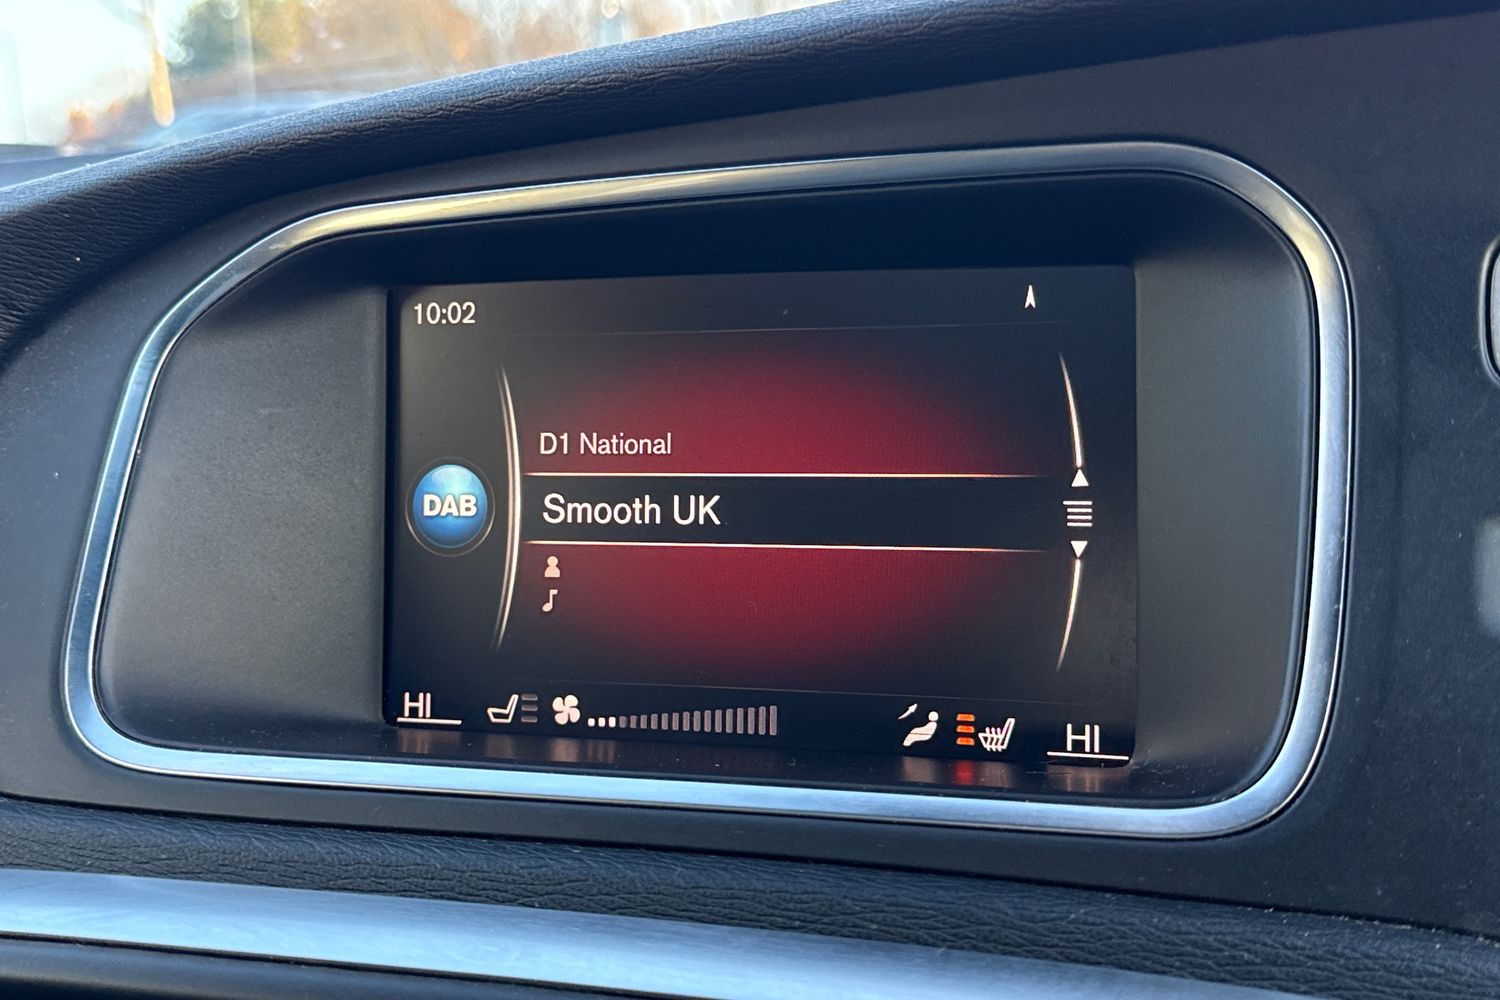 10:02
D1 National
DAB
Smooth UK
HI
HI